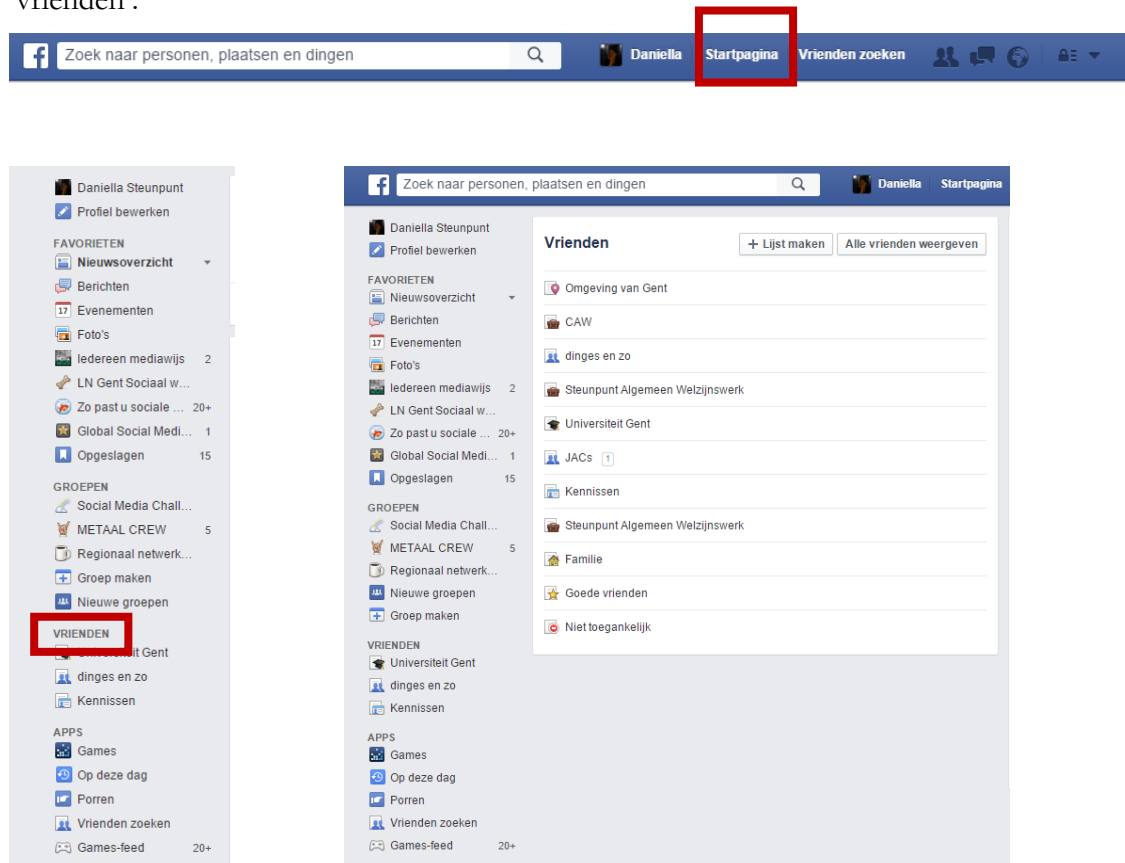 vrienden .
Zoek naar personen, plaatsen en dingen
Daniella
Startpagina
Vrienden zoeken
Daniella Steunpunt
Profiel bewerken
FAVORIETEN
Nieuwsoverzicht
Berichten
17 Evenementen
Foto's
Iedereen mediawijs 2
LN Gent Sociaal w...
Zo past u sociale ... 20+
Global Social Medi... 1
Opgeslagen 15
GROEPEN
Social Media Chall...
METAAL CREW 5
Regionaal netwerk...
Groep maken
Nieuwe groepen
VRIENDEN
Universiteit Gent
dinges en zo
Kennissen
APPS
Games
Op deze dag
Porren
Vrienden zoeken
Games-feed 20+
Zoek naar personen, plaatsen en dingen
Daniella
Startpagina
Daniella Steunpunt
Profiel bewerken
FAVORIETEN
Nieuwsoverzicht
Berichten
17 Evenementen
Foto's
Iedereen mediawijs 2
LN Gent Sociaal w...
Zo past u sociale ... 20+
Global Social Medi... 1
Opgeslagen 15
GROEPEN
Social Media Chall...
METAAL CREW 5
Regionaal netwerk...
Nieuwe groepen
Groep maken
VRIENDEN
Universiteit Gent
dinges en zo
Kennissen
APPS
Games
Op deze dag
Porren
Vrienden zoeken
Games-feed 20+
Vrienden
+ Lijst maken
Alle vrienden weergeven
Omgeving van Gent
CAW
dinges en zo
Steunpunt Algemeen Welzijnswerk
Universiteit Gent
JACs 1
Kennissen
Steunpunt Algemeen Welzijnswerk
Familie
Goede vrienden
Niet toegankelijk